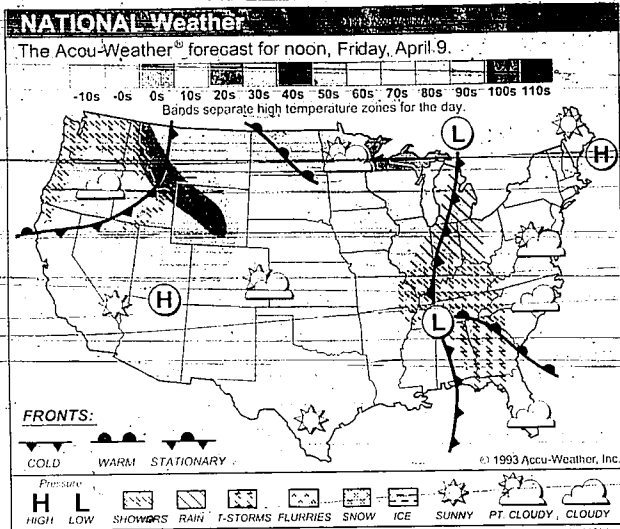 NATIONAL Weather
The Accu-Weather® forecast for noon, Friday, April 9.
-10s -0s 0s 10s 20s 30s 40s 50s 60s 70s 80s 90s 100s 110s
Bands separate high temperature zones for the day.
L
H
H
L
FRONTS:
COLD WARM STATIONARY
© 1993 Accu-Weather, Inc.
Pressure
H L
HIGH LOW SHOWERS RAIN T-STORMS FLURRIES SNOW ICE SUNNY PT. CLOUDY CLOUDY